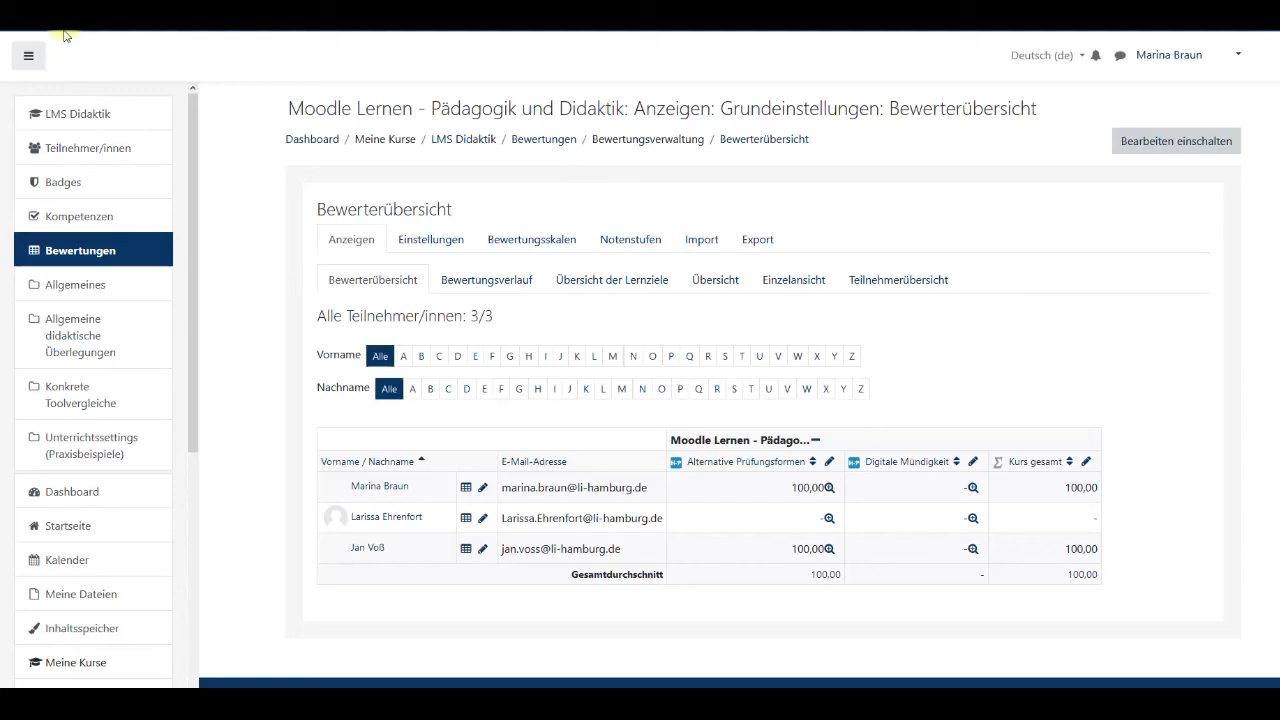 Deutsch (de)
Marina Braun
LMS Didaktik
Teilnehmer/innen
Badges
Kompetenzen
Bewertungen
Allgemeines
Allgemeine
didaktische
Überlegungen
Konkrete
Toolvergleiche
Unterrichtssettings
(Praxisbeispiele)
Dashboard
Startseite
Kalender
Meine Dateien
Inhaltsspeicher
Meine Kurse
Moodle Lernen - Pädagogik und Didaktik: Anzeigen: Grundeinstellungen: Bewerterübersicht
Dashboard / Meine Kurse / LMS Didaktik / Bewertungen / Bewertungsverwaltung / Bewerterübersicht
Bearbeiten einschalten
Bewerterübersicht
Anzeigen Einstellungen Bewertungsskalen Notenstufen Import Export
Bewerterübersicht Bewertungsverlauf Übersicht der Lernziele Übersicht Einzelansicht Teilnehmerübersicht
Alle Teilnehmer/innen: 3/3
Vorname Alle A B C D E F G H I J K L M N O P Q R S T U V W X Y Z
Nachname Alle A B C D E F G H I J K L M N O P Q R S T U V W X Y Z
Moodle Lernen - Pädago...
Vorname / Nachname E-Mail-Adresse H-P Alternative Prüfungsformen H-P Digitale Mündigkeit Σ Kurs gesamt
Marina Braun marina.braun@li-hamburg.de 100,00 - 100,00
Larissa Ehrenfort Larissa.Ehrenfort@li-hamburg.de - - -
Jan Voß jan.voss@li-hamburg.de 100,00 - 100,00
Gesamtdurchschnitt 100,00 - 100,00